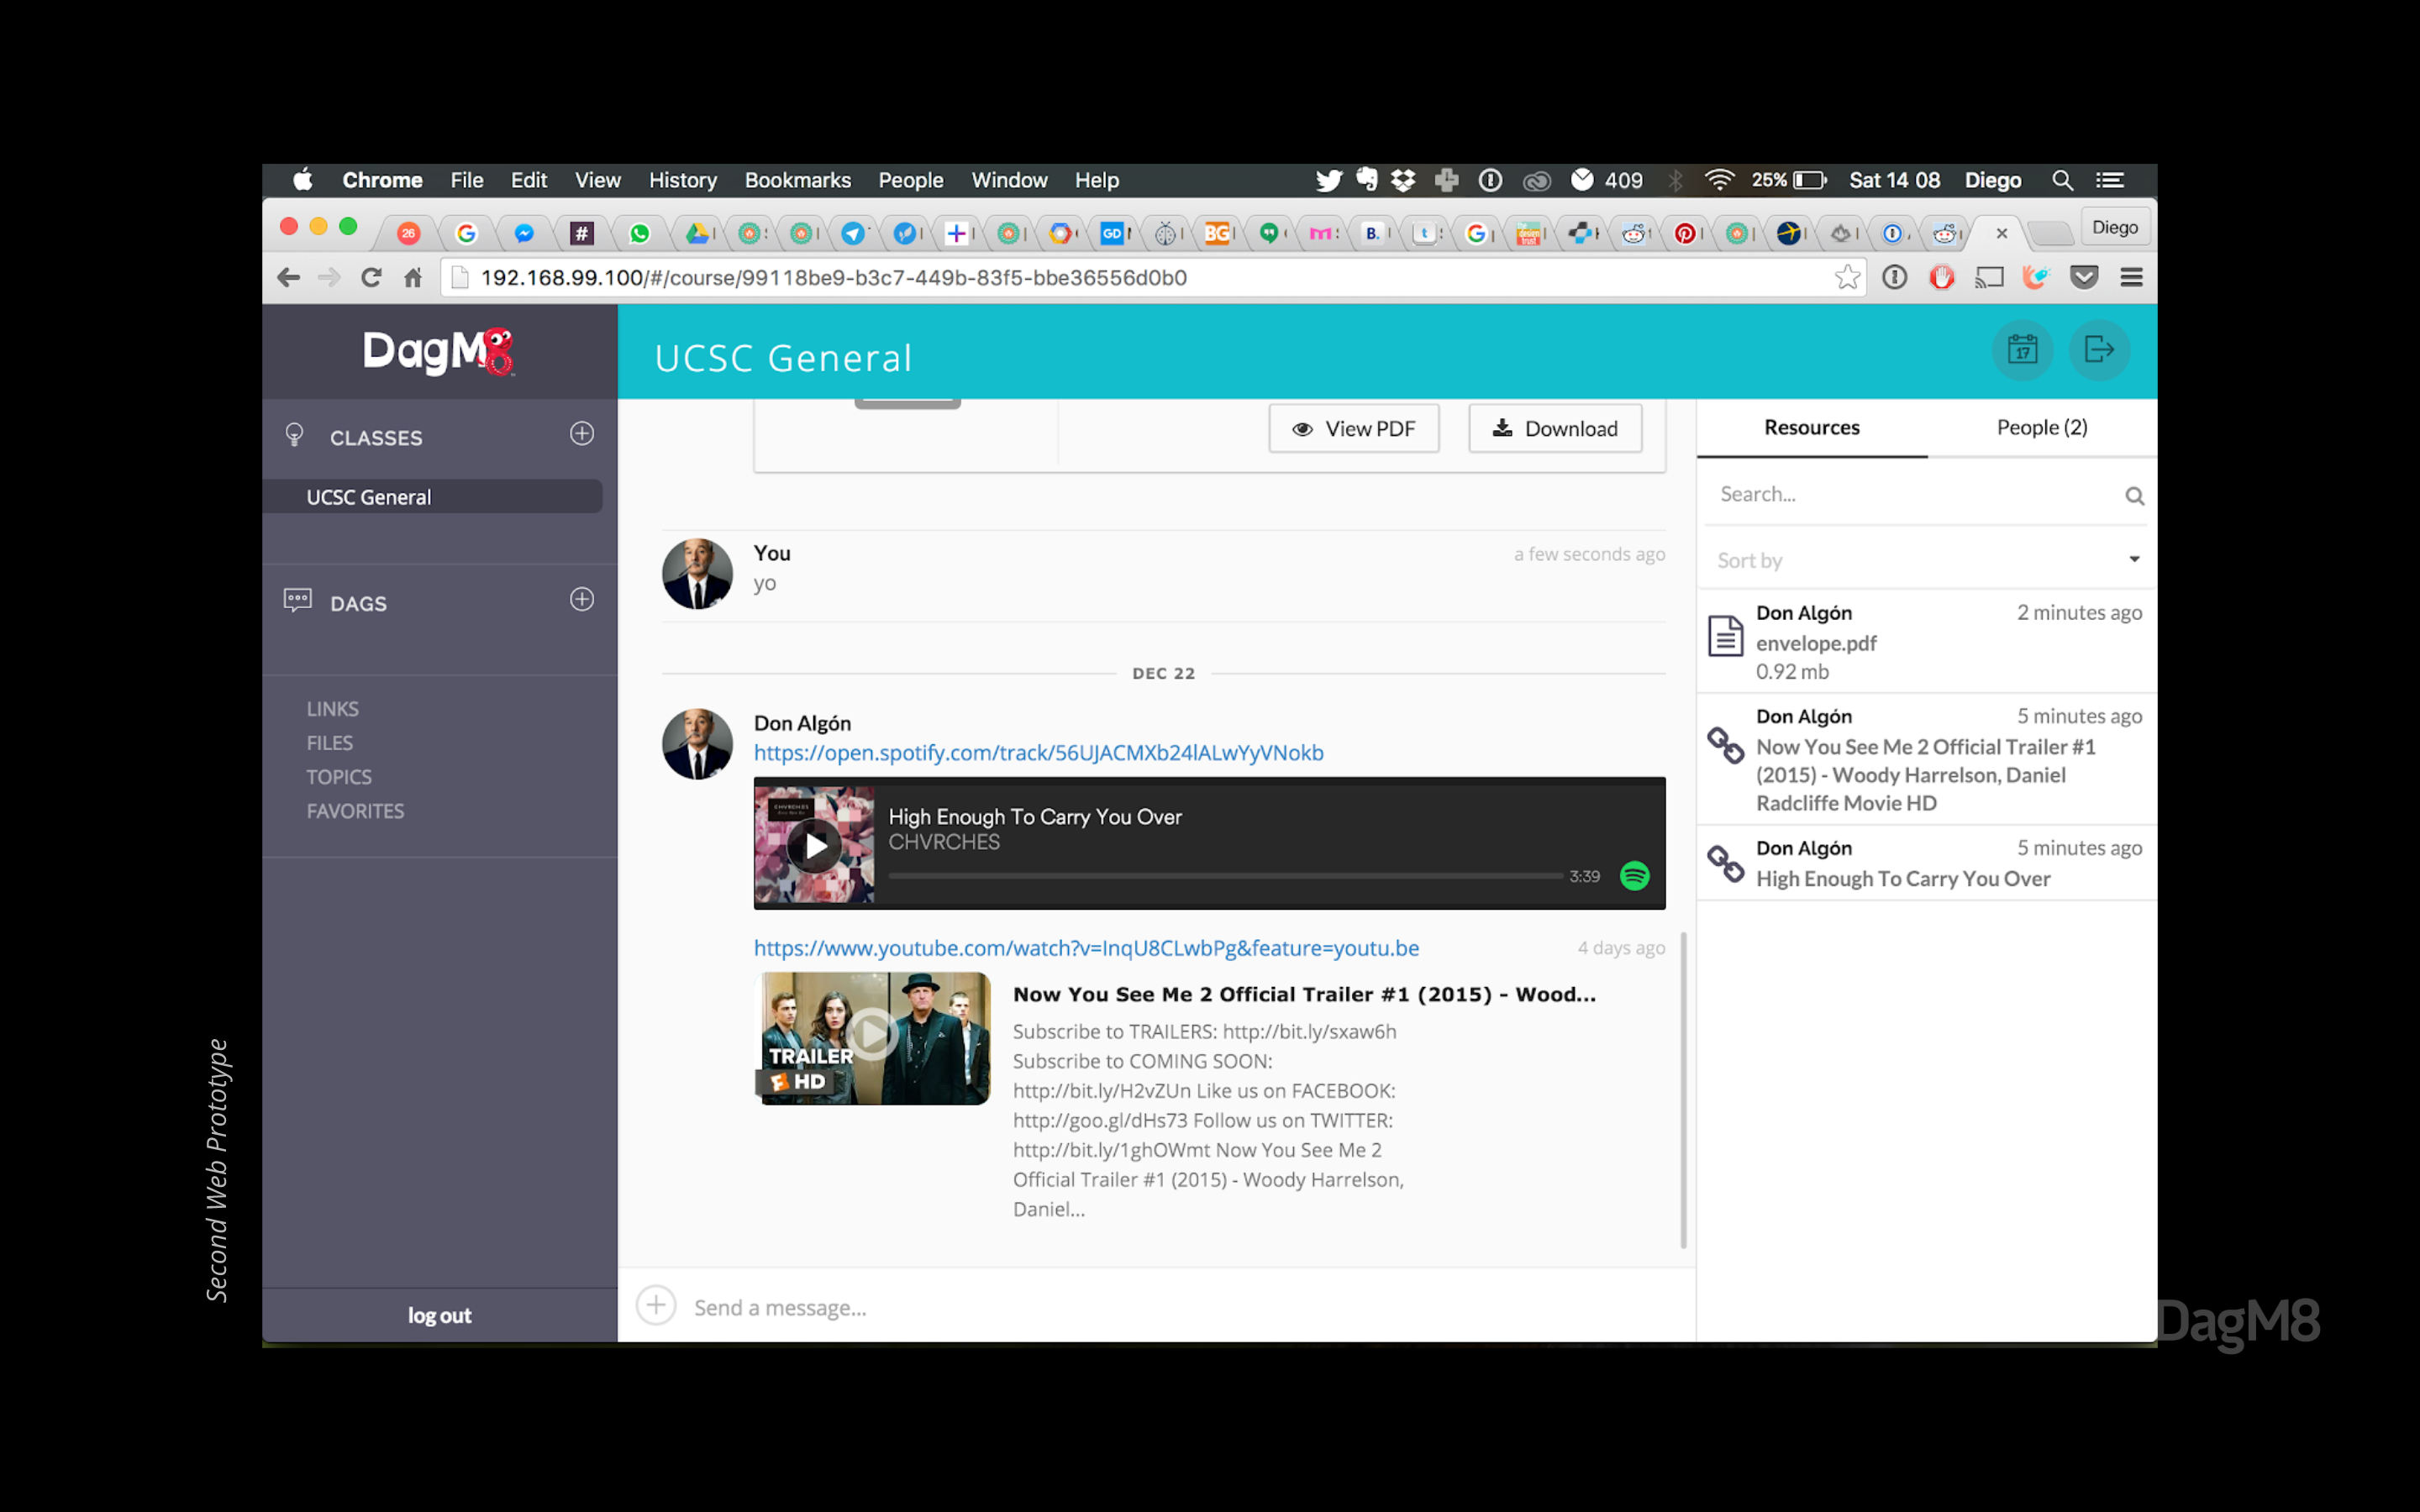 Chrome File Edit View History Bookmarks People Window Help 409 25% Sat 14 08 Diego
26 # GD BG B. t Diego
192.168.99.100/#/course/99118be9-b3c7-449b-83f5-bbe36556d0b0
DagM8
UCSC General
17
CLASSES
UCSC General
DAGS
LINKS
FILES
TOPICS
FAVORITES
log out
View PDF Download
You a few seconds ago
yo
DEC 22
Don Algón
https://open.spotify.com/track/56UJACMXb24lALwYyVNokb
CHVRCHES
High Enough To Carry You Over
CHVRCHES
3:39
https://www.youtube.com/watch?v=InqU8CLwbPg&feature=youtu.be 4 days ago
TRAILER
HD
Now You See Me 2 Official Trailer #1 (2015) - Wood...
Subscribe to TRAILERS: http://bit.ly/sxaw6h
Subscribe to COMING SOON:
http://bit.ly/H2vZUn Like us on FACEBOOK:
http://goo.gl/dHs73 Follow us on TWITTER:
http://bit.ly/1ghOWmt Now You See Me 2
Official Trailer #1 (2015) - Woody Harrelson,
Daniel...
Send a message...
Resources People (2)
Search...
Sort by
Don Algón 2 minutes ago
envelope.pdf
0.92 mb
Don Algón 5 minutes ago
Now You See Me 2 Official Trailer #1
(2015) - Woody Harrelson, Daniel
Radcliffe Movie HD
Don Algón 5 minutes ago
High Enough To Carry You Over
Second Web Prototype
DagM8